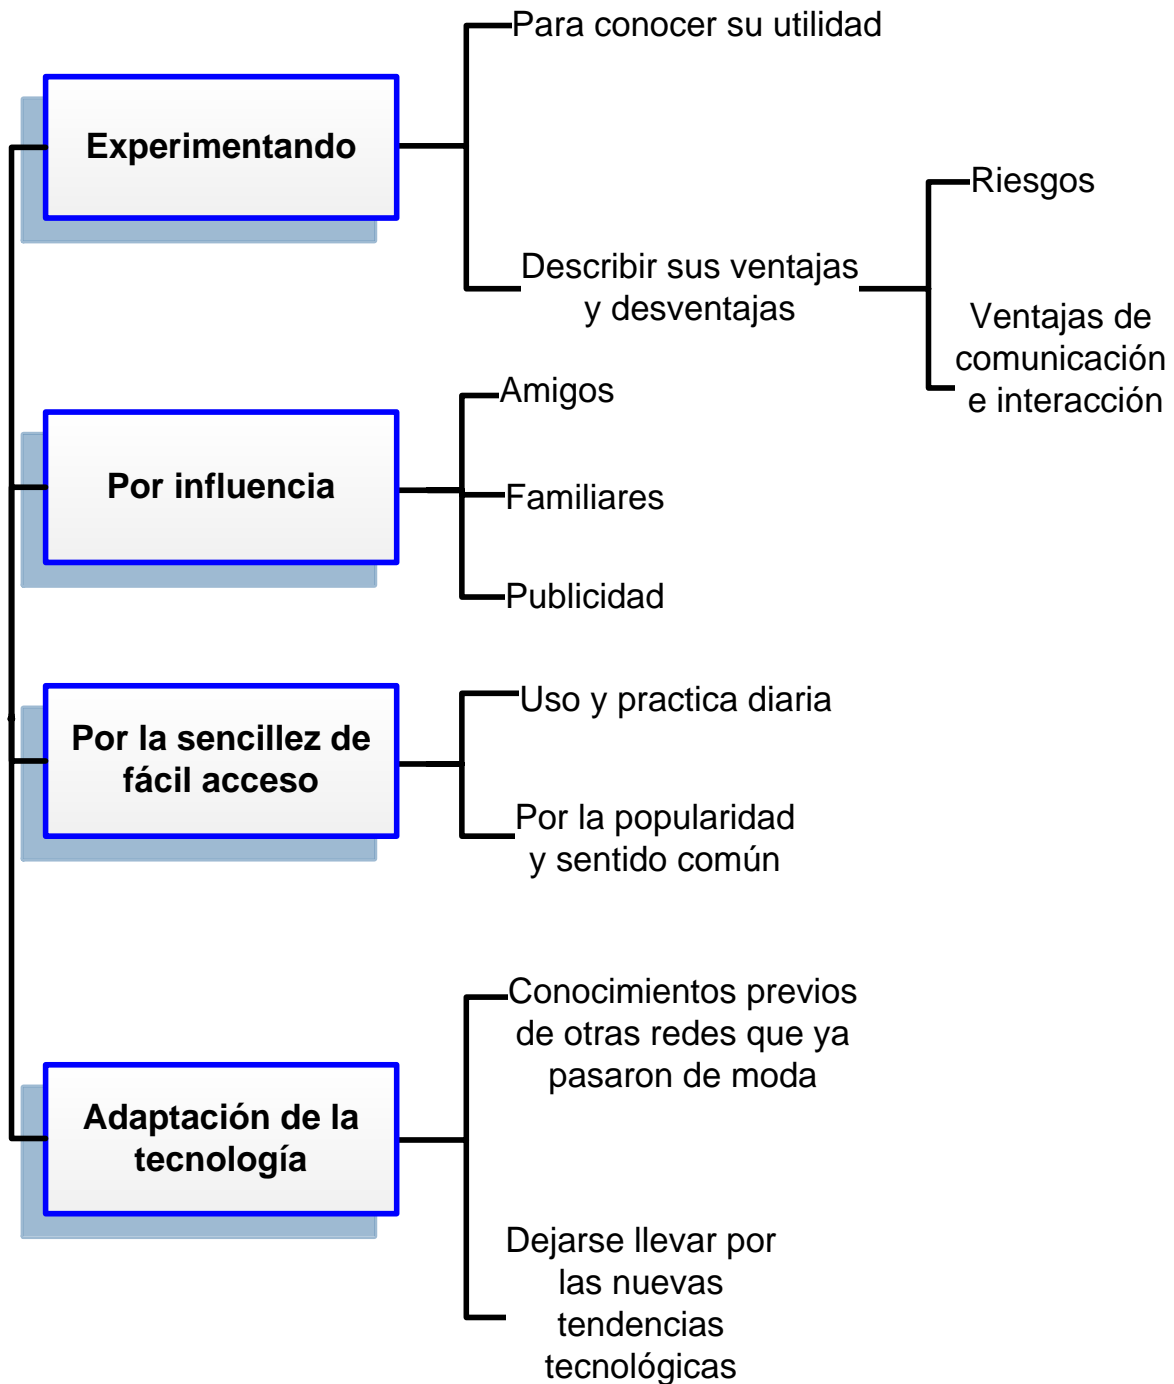 Para conocer su utilidad
Experimentando
Riesgos
Describir sus ventajas
y desventajas
Ventajas de
comunicación
e interacción
Amigos
Por influencia
Familiares
Publicidad
Uso y practica diaria
Por la sencillez de
fácil acceso
Por la popularidad
y sentido común
Conocimientos previos
de otras redes que ya
pasaron de moda
Adaptación de la
tecnología
Dejarse llevar por
las nuevas
tendencias
tecnológicas